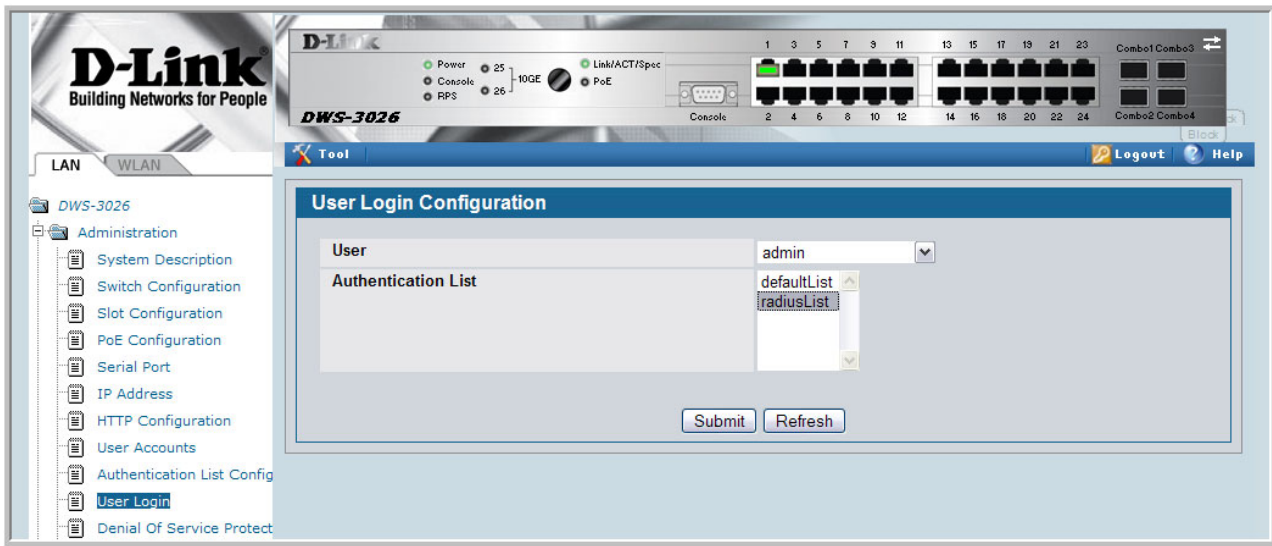 D-Link
Building Networks for People
D-Link
DWS-3026
Power
Console
RPS
25
26
10GE
Link/ACT/Spec
PoE
Console
1 3 5 7 9 11 13 15 17 19 21 23
2 4 6 8 10 12 14 16 18 20 22 24
Combo1 Combo3
Combo2 Combo4
Block
Tool
Logout
Help
LAN
WLAN
DWS-3026
Administration
System Description
Switch Configuration
Slot Configuration
PoE Configuration
Serial Port
IP Address
HTTP Configuration
User Accounts
Authentication List Config
User Login
Denial Of Service Protect
User Login Configuration
User
admin
Authentication List
defaultList
radiusList
Submit
Refresh